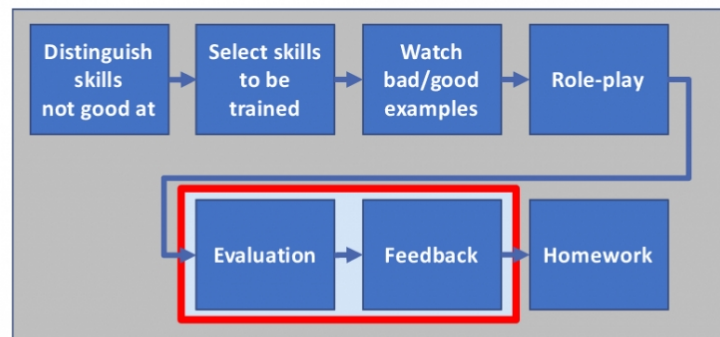 Distinguish
skills
not good at
Select skills
to be
trained
Watch
bad/good
examples
Role-play
Evaluation
Feedback
Homework